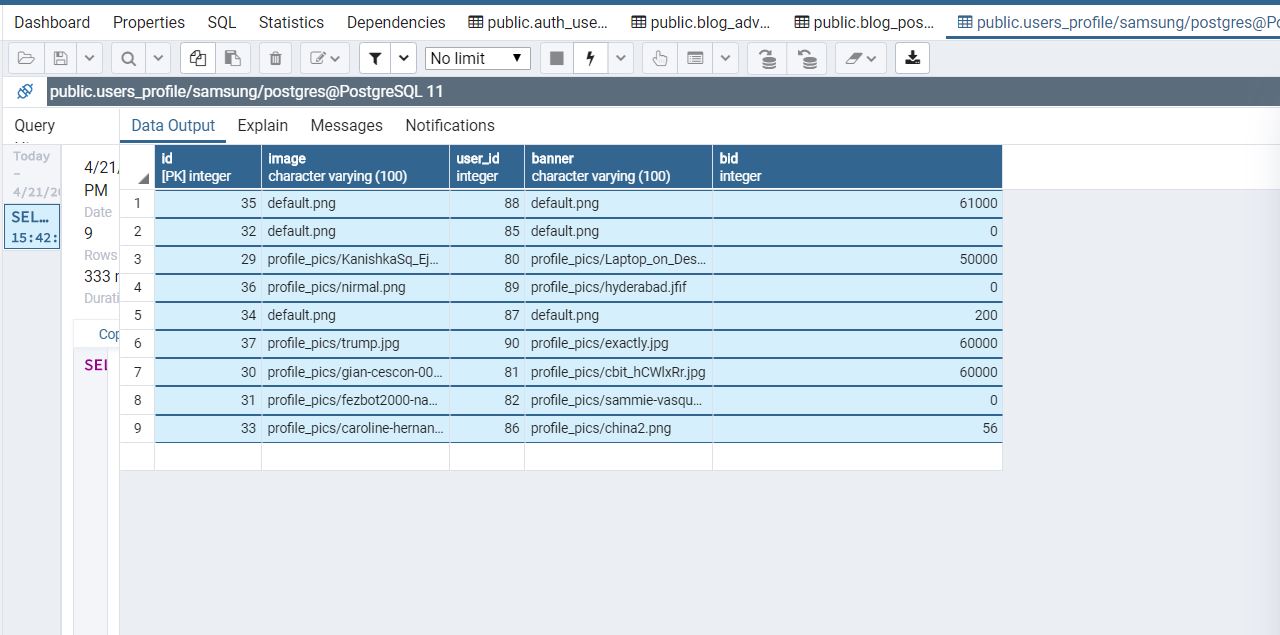 Dashboard Properties SQL Statistics Dependencies public.auth_use... public.blog_adv... public.blog_pos... public.users_profile/samsung/postgres@P
No limit
public.users_profile/samsung/postgres@PostgreSQL 11
Query
Data Output Explain Messages Notifications
Today
-
4/21/20
SEL...
15:42:
4/21/
PM
Date
9
Rows
333
Durati
Cop
SEL
id image user_id banner bid
[PK] integer character varying (100) integer character varying (100) integer
1 35 default.png 88 default.png 61000
2 32 default.png 85 default.png 0
3 29 profile_pics/KanishkaSq_Ej... 80 profile_pics/Laptop_on_Des... 50000
4 36 profile_pics/nirmal.png 89 profile_pics/hyderabad.jfif 0
5 34 default.png 87 default.png 200
6 37 profile_pics/trump.jpg 90 profile_pics/exactly.jpg 60000
7 30 profile_pics/gian-cescon-00... 81 profile_pics/cbit_hCWlxRr.jpg 60000
8 31 profile_pics/fezbot2000-na... 82 profile_pics/sammie-vasqu... 0
9 33 profile_pics/caroline-hernan... 86 profile_pics/china2.png 56